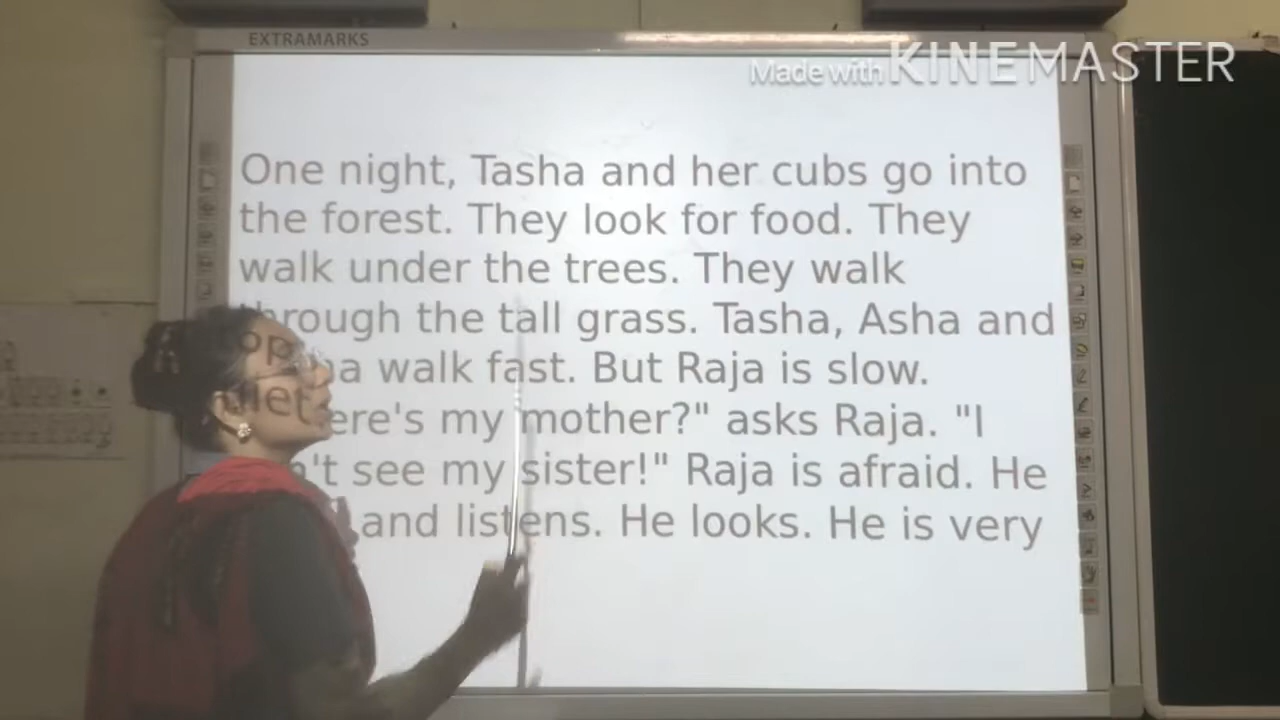 EXTRAMARKS
Made with KINEMASTER
One night, Tasha and her cubs go into
the forest. They look for food. They
walk under the trees. They walk
through the tall grass. Tasha, Asha and
walk fast. But Raja is slow.
my mother?" asks Raja. "I
see my sister!" Raja is afraid. He
and listens. He looks. He is very